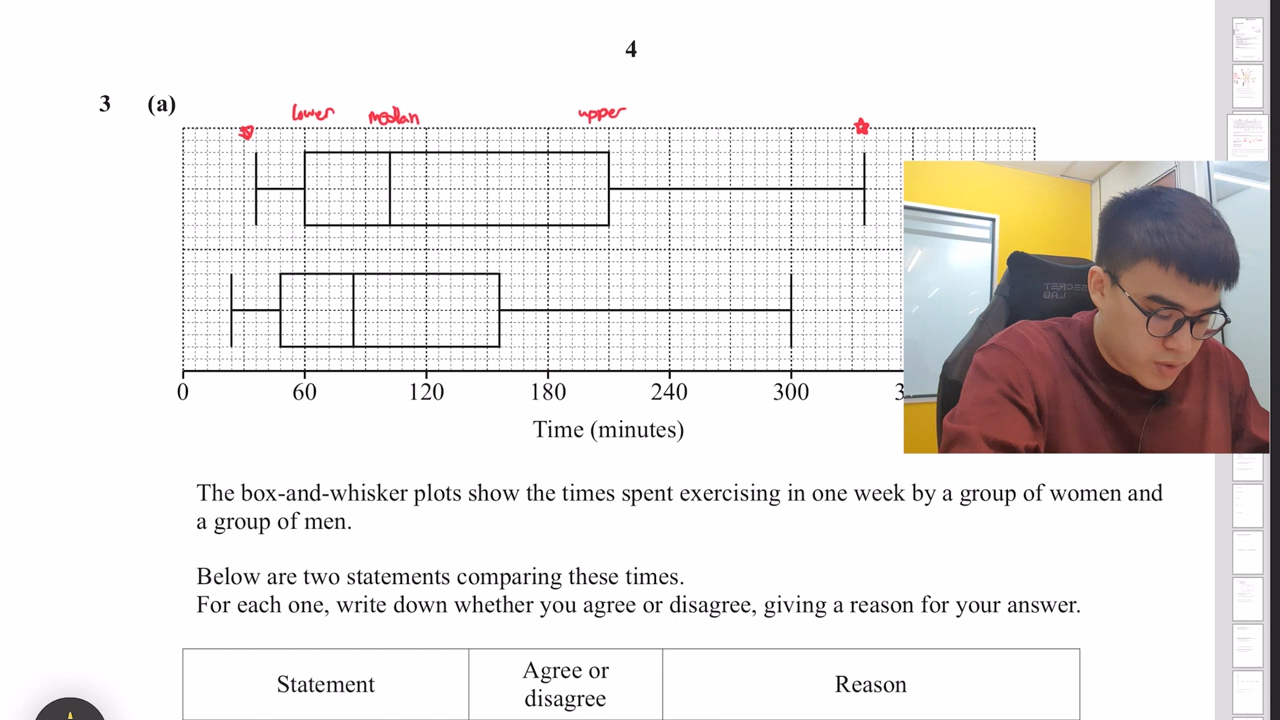 4
3 (a)
lower median upper
0 60 120 180 240 300 3
Time (minutes)
The box-and-whisker plots show the times spent exercising in one week by a group of women and
a group of men.
Below are two statements comparing these times.
For each one, write down whether you agree or disagree, giving a reason for your answer.
Statement
Agree or
disagree
Reason